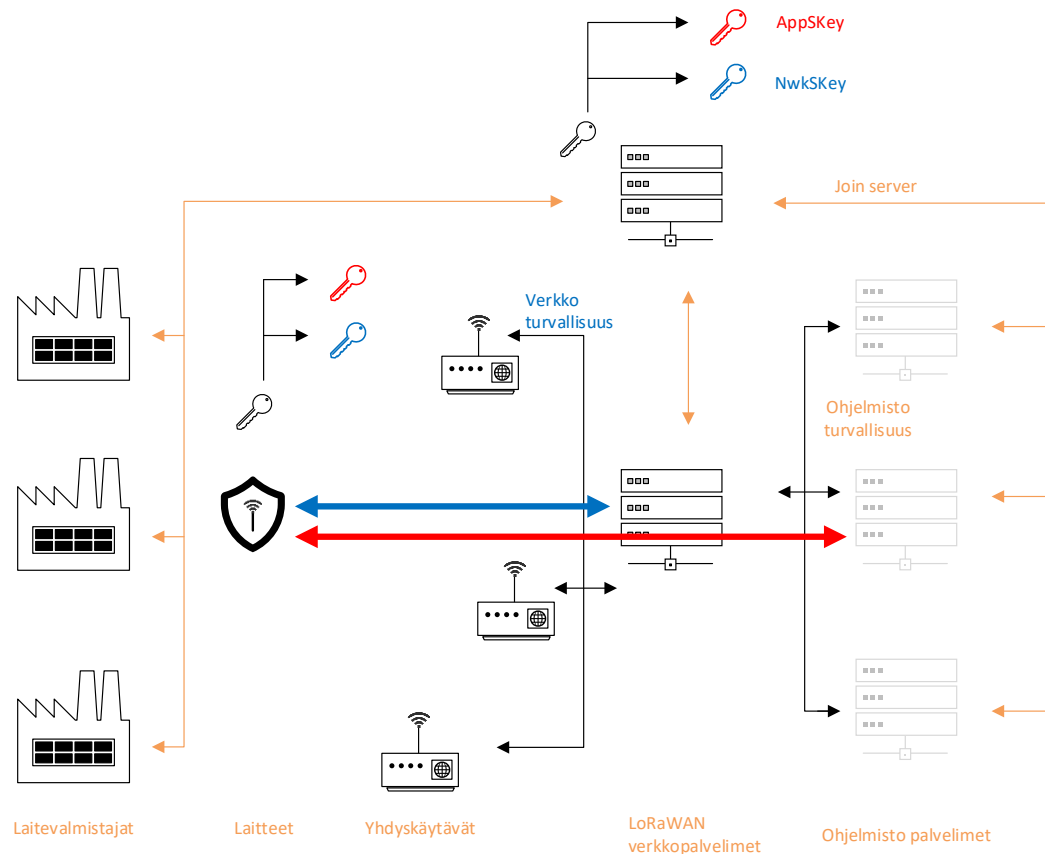 AppSKey
NwkSKey
Join server
Verkko
turvallisuus
Ohjelmisto
turvallisuus
Laitevalmistajat
Laitteet
Yhdyskäytävät
LoRaWAN
verkkopalvelimet
Ohjelmisto palvelimet